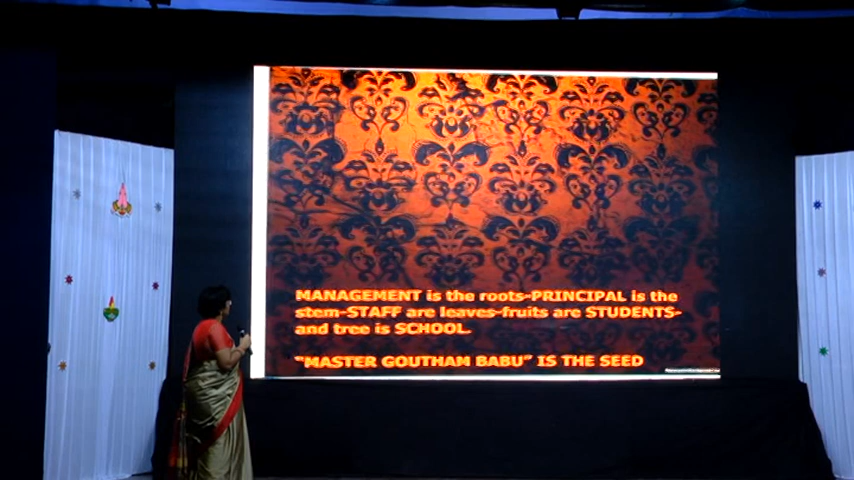 MANAGEMENT is the roots-PRINCIPAL is the
stem-STAFF are leaves-fruits are STUDENTS-
and tree is SCHOOL.
“MASTER GOUTHAM BABU” IS THE SEED